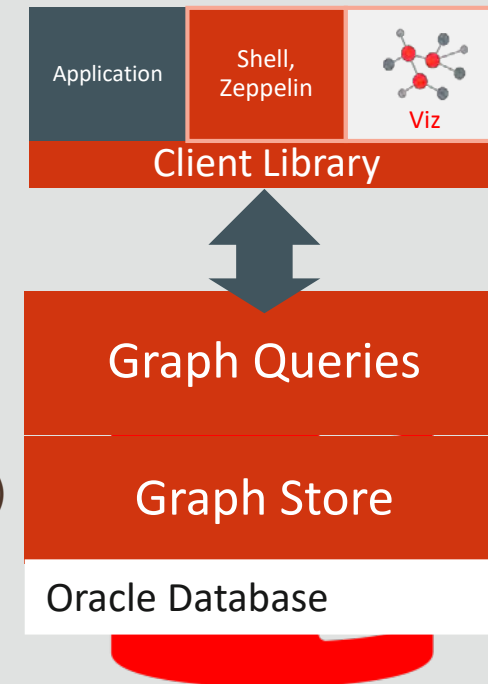 Application
Shell,
Zeppelin
Viz
Client Library
Graph Queries
Graph Store
Oracle Database